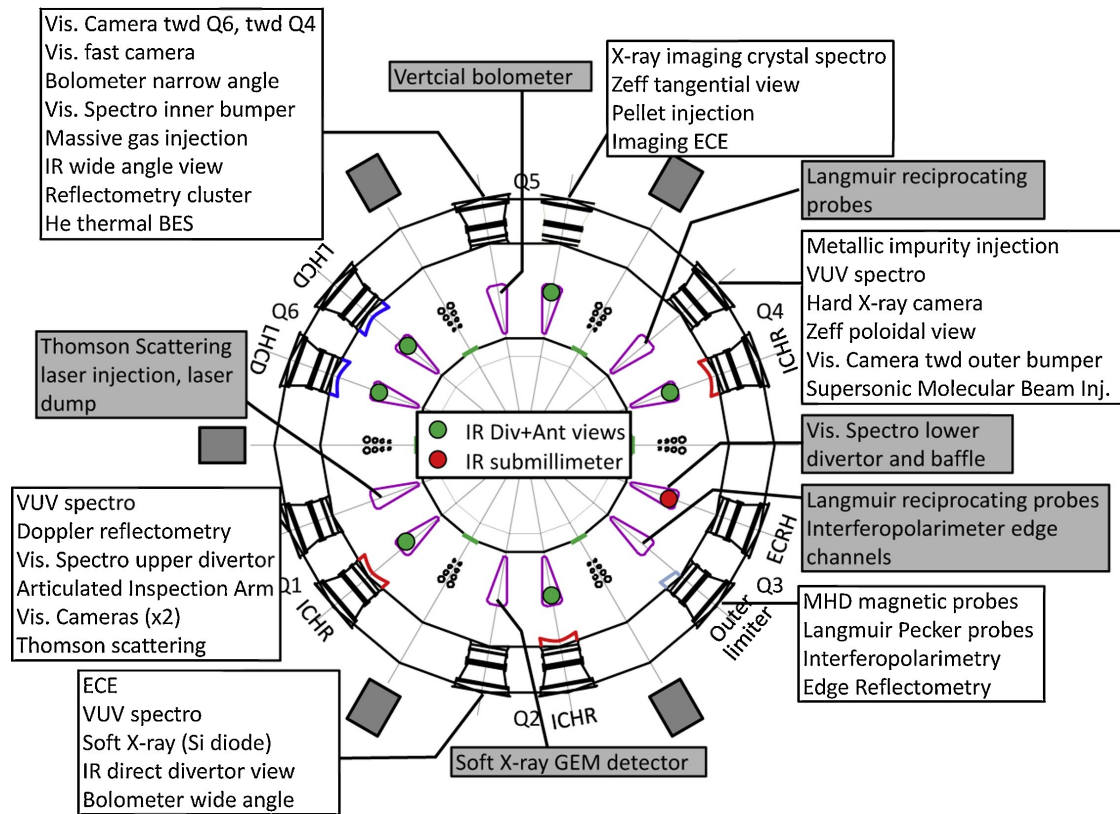 Vis. Camera twd Q6, twd Q4
Vis. fast camera
Bolometer narrow angle
Vis. Spectro inner bumper
Massive gas injection
IR wide angle view
Reflectometry cluster
He thermal BES
Vertcial bolometer
X-ray imaging crystal spectro
Zeff tangential view
Pellet injection
Imaging ECE
Q5
Langmuir reciprocating
probes
Metallic impurity injection
VUV spectro
Hard X-ray camera
Zeff poloidal view
Vis. Camera twd outer bumper
Supersonic Molecular Beam Inj.
LHCD
Q6
LHCD
Q4
ICHR
Thomson Scattering
laser injection, laser
dump
IR Div+Ant views
IR submillimeter
Vis. Spectro lower
divertor and baffle
Langmuir reciprocating probes
Interferopolarimeter edge
channels
VUV spectro
Doppler reflectometry
Vis. Spectro upper divertor
Articulated Inspection Arm
Vis. Cameras (x2)
Thomson scattering
Q1
ICHR
ECRH
Q3
Outer
limiter
MHD magnetic probes
Langmuir Pecker probes
Interferopolarimetry
Edge Reflectometry
ECE
VUV spectro
Soft X-ray (Si diode)
IR direct divertor view
Bolometer wide angle
Q2
ICHR
Soft X-ray GEM detector